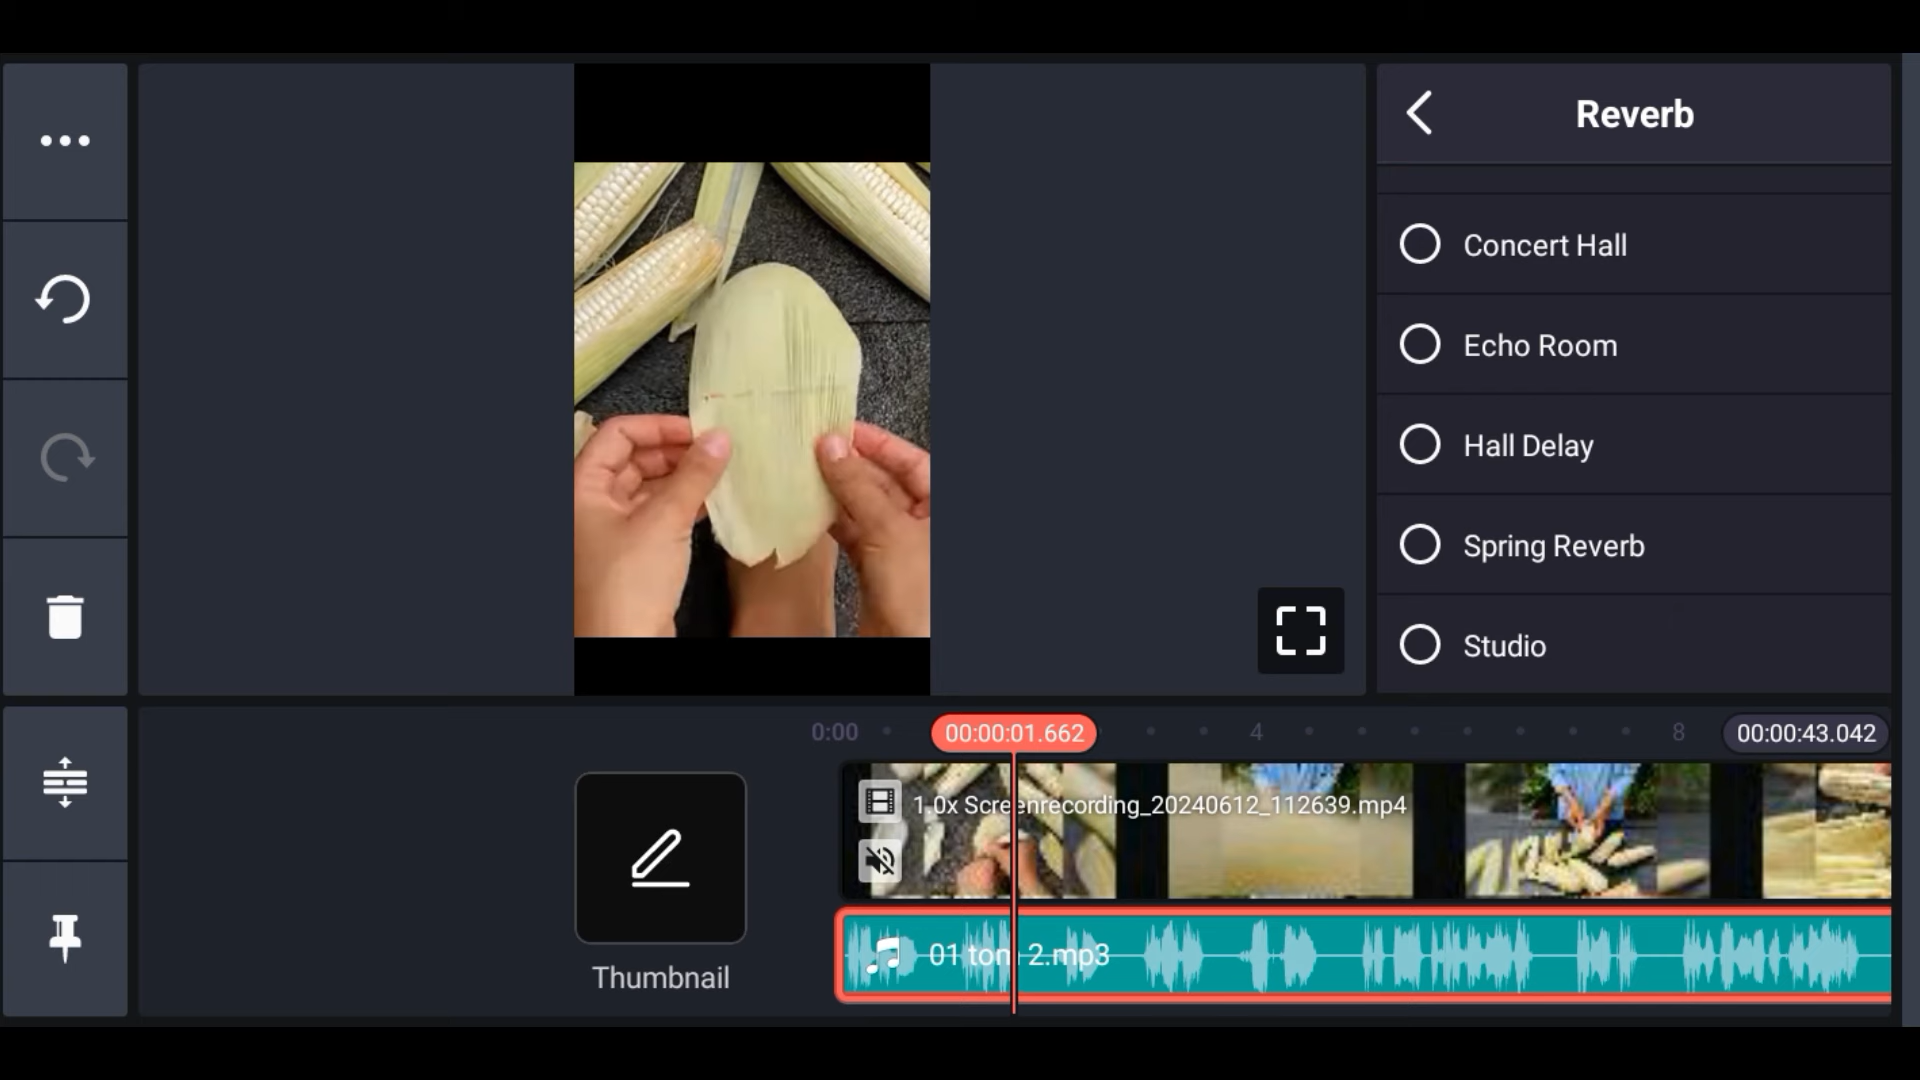 Reverb
Concert Hall
Echo Room
Hall Delay
Spring Reverb
Studio
0:00
00:00:01.662
4
8
00:00:43.042
1.0x Screenrecording_20240612_112639.mp4
Thumbnail
2.mp3
01